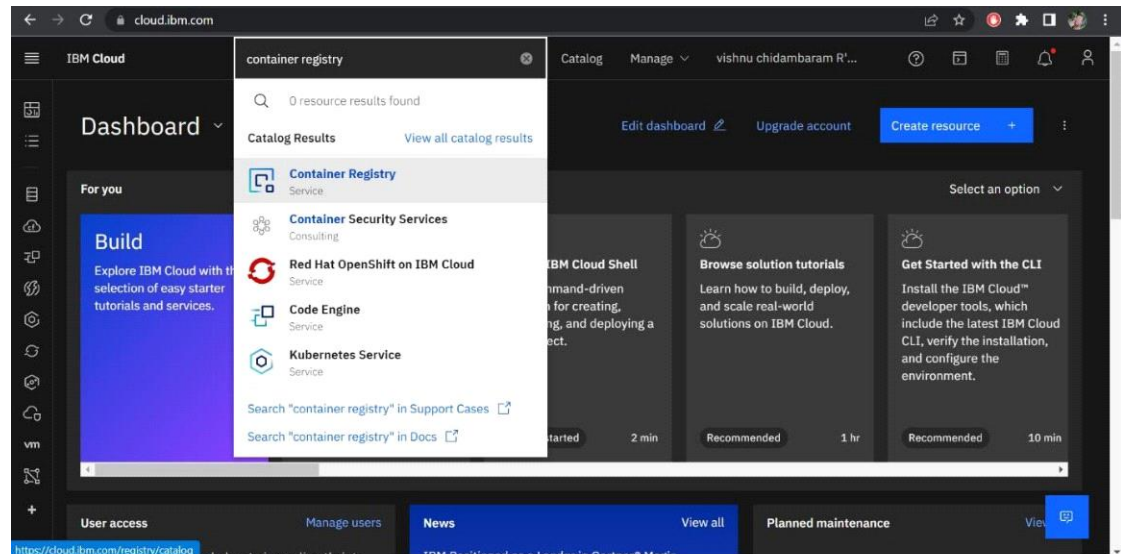 cloud.ibm.com
IBM Cloud
container registry
Catalog
Manage
vishnu chidambaram R'...
0 resource results found
Catalog Results
View all catalog results
Container Registry
Service
Container Security Services
Consulting
Red Hat OpenShift on IBM Cloud
Service
Code Engine
Service
Kubernetes Service
Service
Search "container registry" in Support Cases
Search "container registry" in Docs
Dashboard
Edit dashboard
Upgrade account
Create resource +
For you
Select an option
Build
Explore IBM Cloud with th
selection of easy starter
tutorials and services.
IBM Cloud Shell
mmand-driven
n for creating,
ng, and deploying a
ect.
started
2 min
Browse solution tutorials
Learn how to build, deploy,
and scale real-world
solutions on IBM Cloud.
Recommended
1 hr
Get Started with the CLI
Install the IBM Cloud™
developer tools, which
include the latest IBM Cloud
CLI, verify the installation,
and configure the
environment.
Recommended
10 min
vm
User access
Manage users
News
View all
Planned maintenance
Vie
https://cloud.ibm.com/registry/catalog